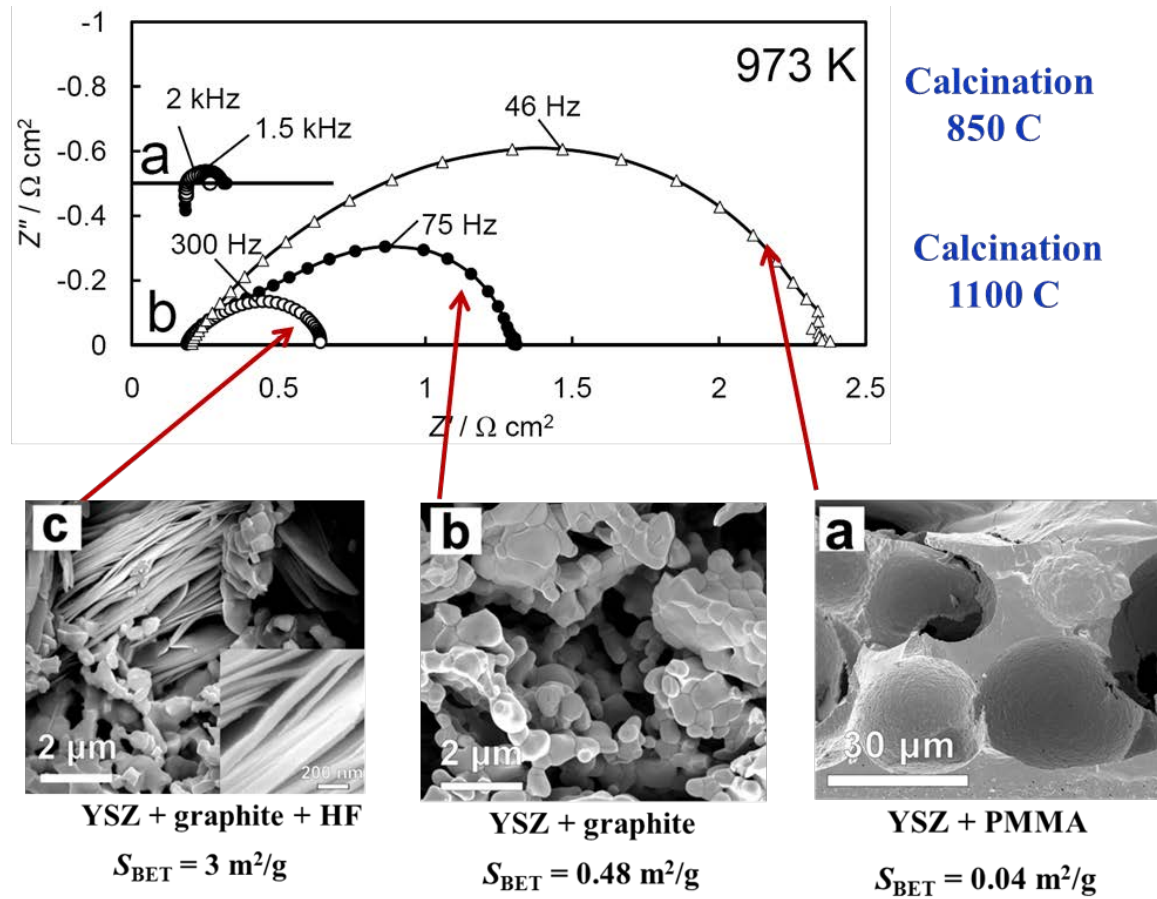 -1
-0.8
-0.6
-0.4
-0.2
0
Z″ / Ω cm²
973 K
2 kHz
1.5 kHz
46 Hz
a
300 Hz
75 Hz
b
0
0.5
1
1.5
2
2.5
Z′ / Ω cm²
Calcination
850 C
Calcination
1100 C
c
2 µm
200 nm
YSZ + graphite + HF
S_BET = 3 m²/g
b
2 µm
YSZ + graphite
S_BET = 0.48 m²/g
a
30 µm
YSZ + PMMA
S_BET = 0.04 m²/g